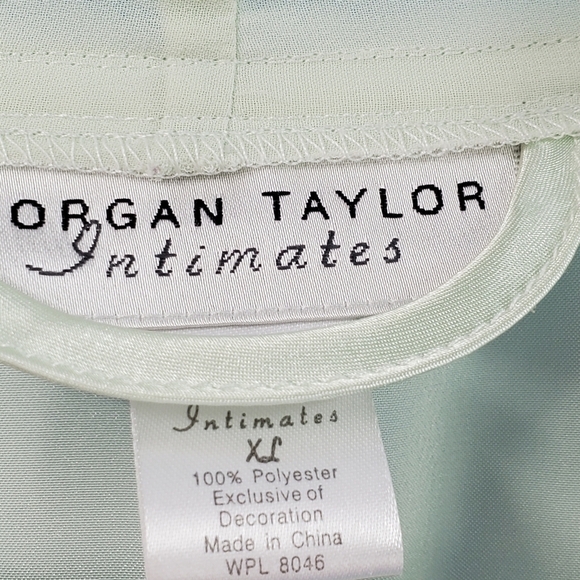 ORGAN TAYLOR
Intimates
Intimates
XL
100% Polyester
Exclusive of
Decoration
Made in China
WPL 8046